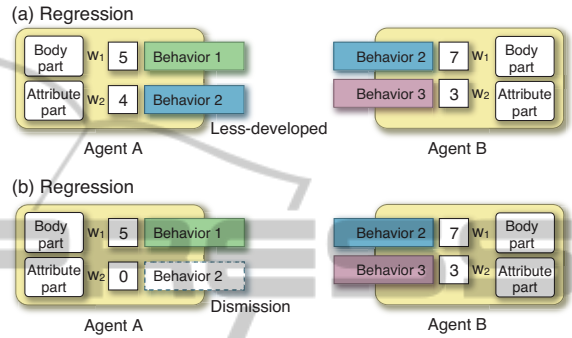 (a) Regression
Body part W1 5 Behavior 1
Attribute part W2 4 Behavior 2
Less-developed
Agent A
Behavior 2 7 W1 Body part
Behavior 3 3 W2 Attribute part
Agent B
(b) Regression
Body part W1 5 Behavior 1
Attribute part W2 0 Behavior 2
Dismission
Agent A
Behavior 2 7 W1 Body part
Behavior 3 3 W2 Attribute part
Agent B